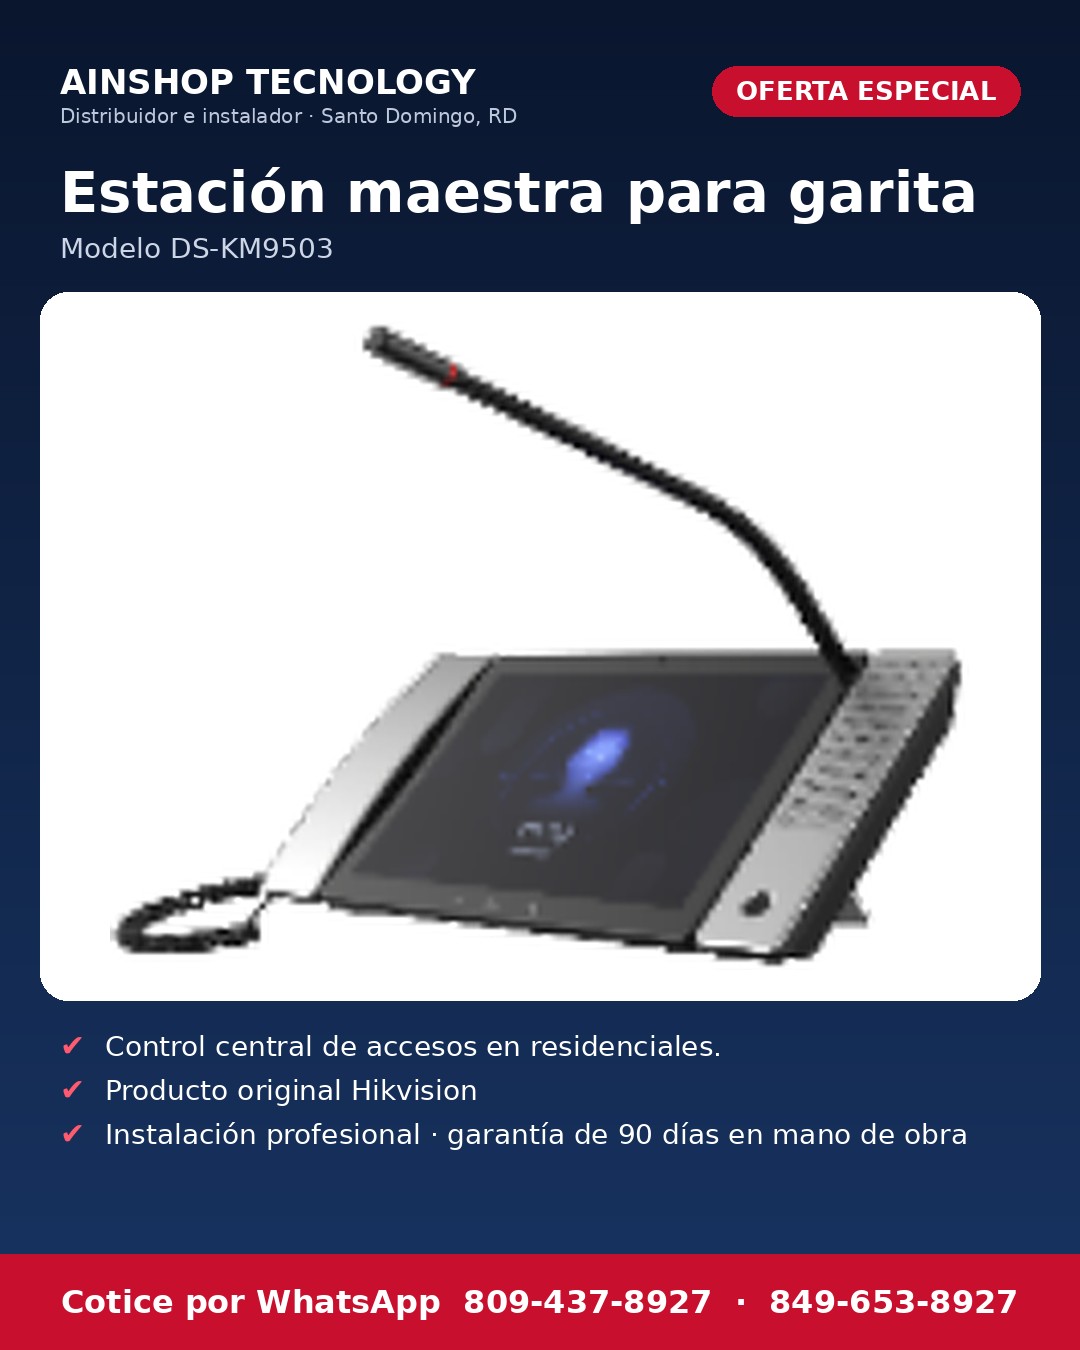 AINSHOP TECNOLOGY
Distribuidor e instalador · Santo Domingo, RD
OFERTA ESPECIAL
Estación maestra para garita
Modelo DS-KM9503
✔ Control central de accesos en residenciales.
✔ Producto original Hikvision
✔ Instalación profesional · garantía de 90 días en mano de obra
Cotice por WhatsApp 809-437-8927 · 849-653-8927